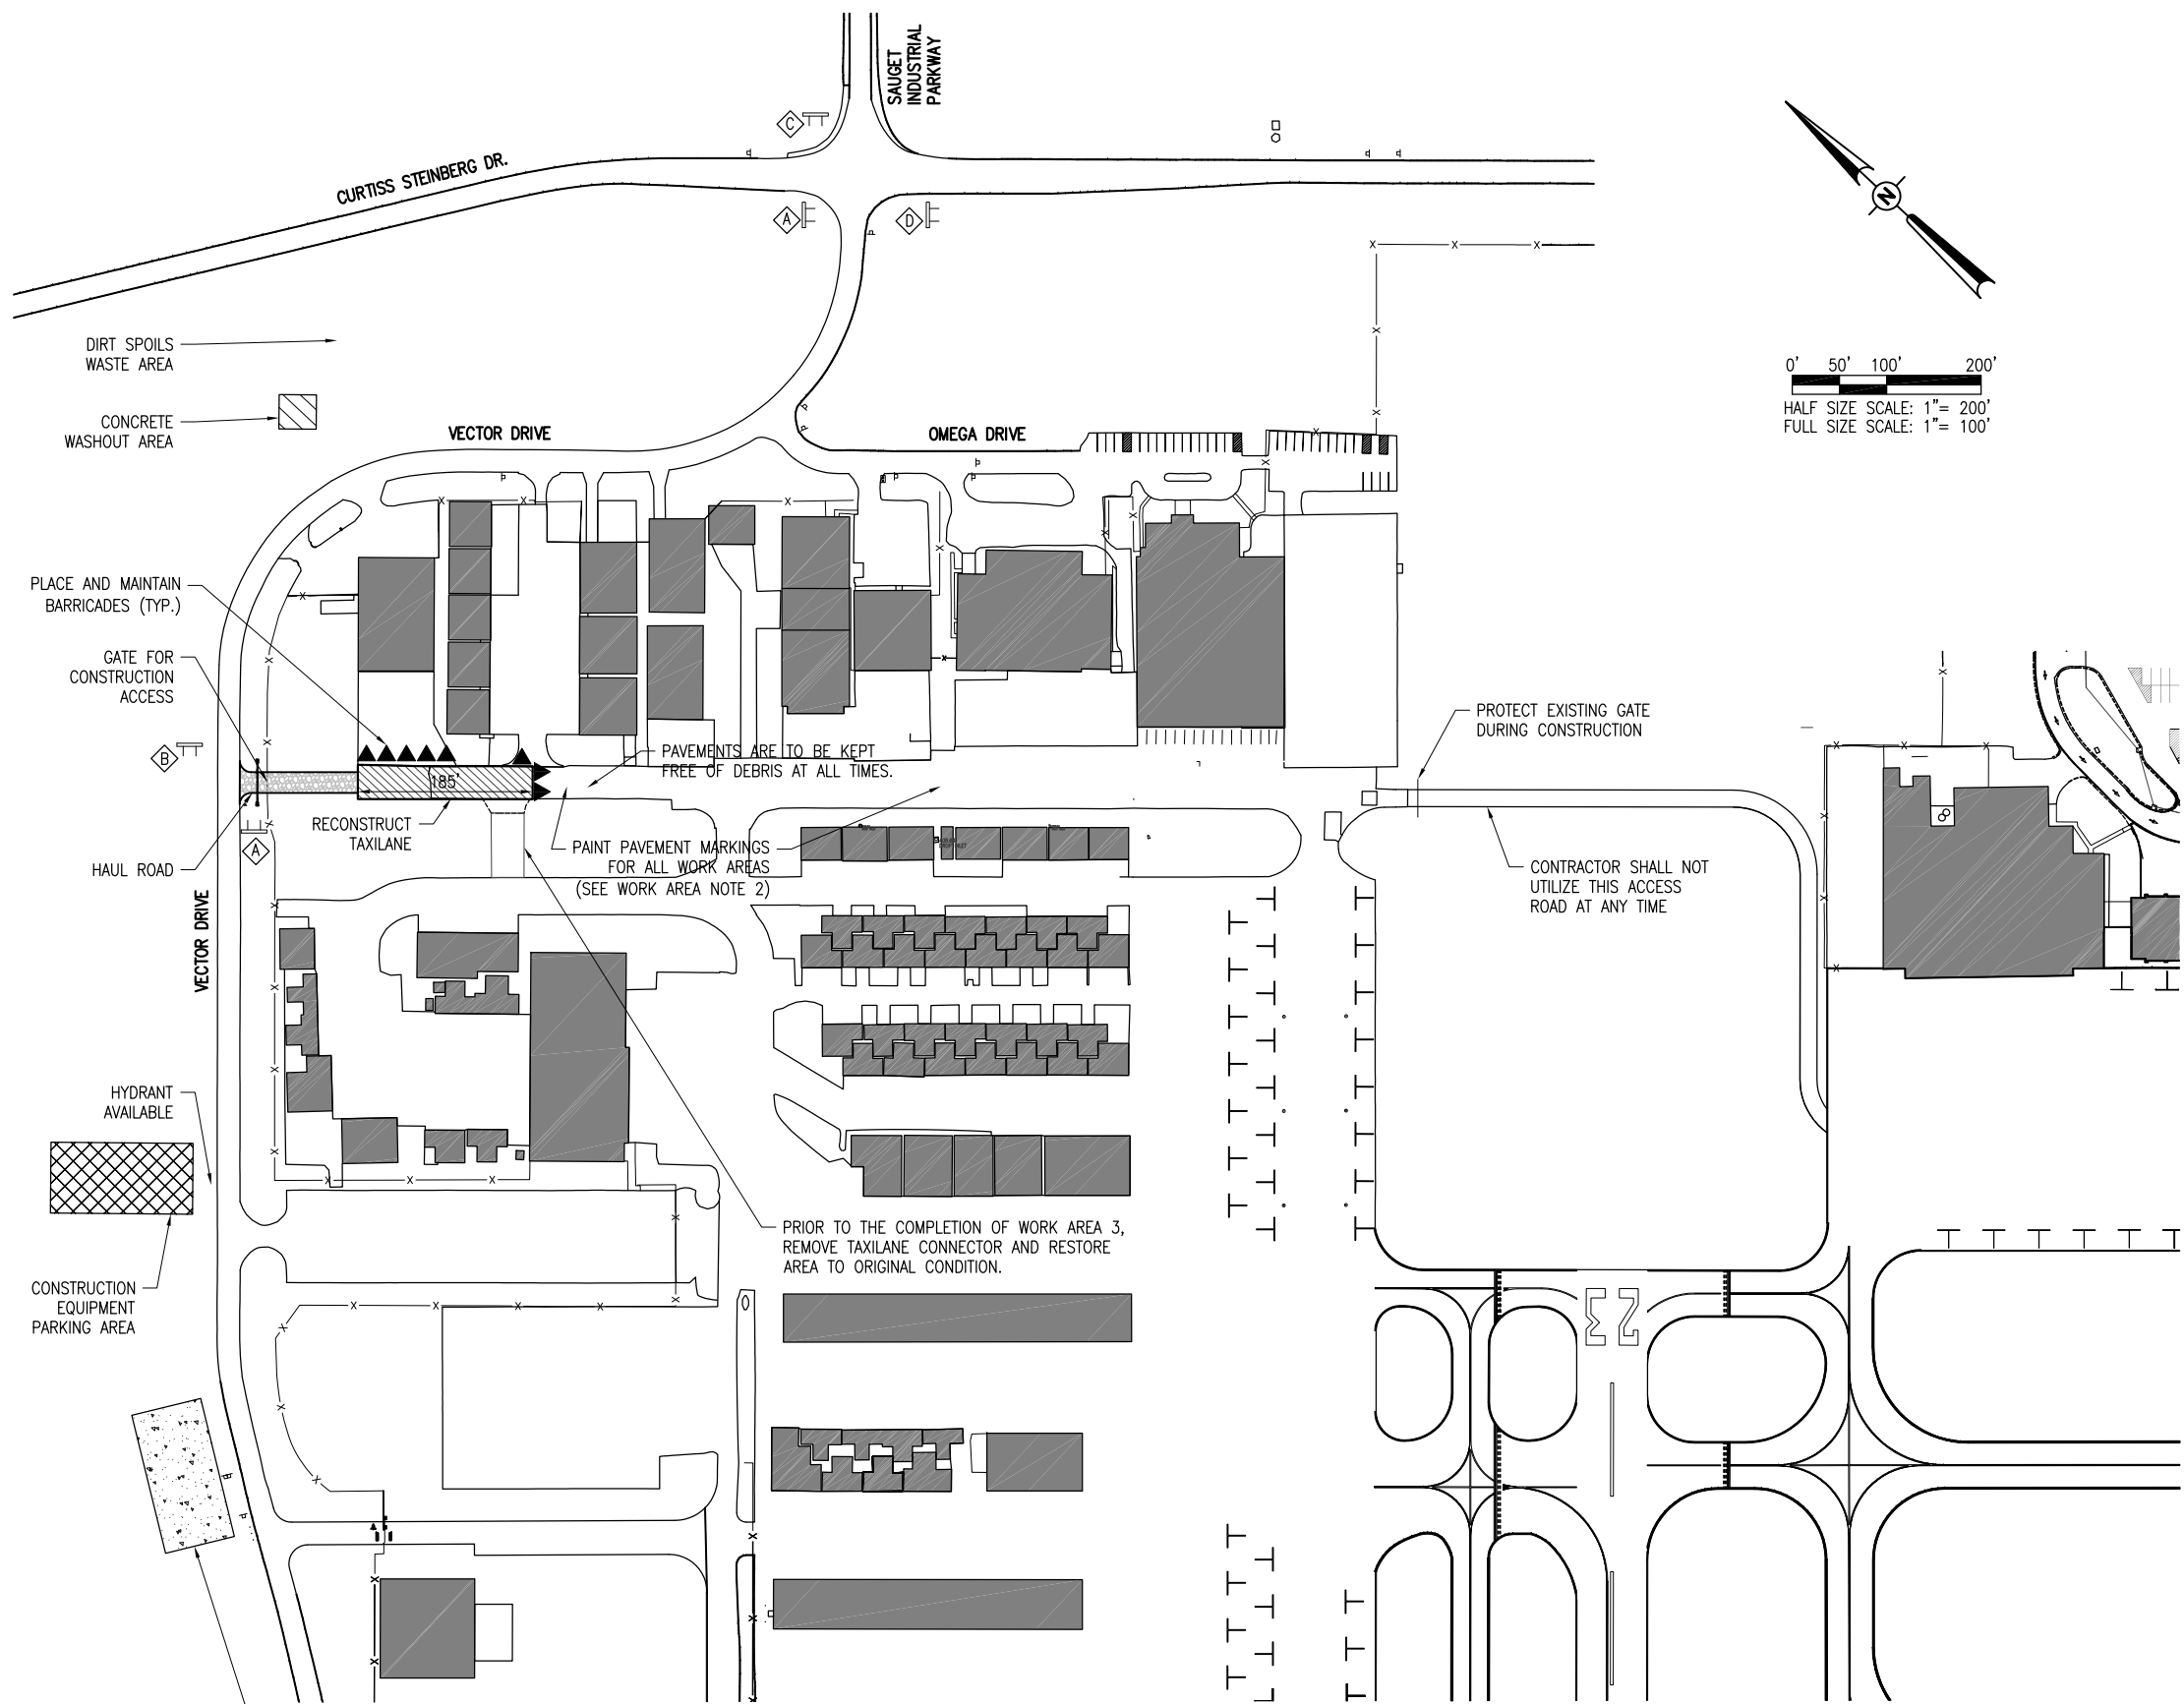 SAUGET
INDUSTRIAL
PARKWAY
C
CURTISS STEINBERG DR.
A
D
N
DIRT SPOILS
WASTE AREA
0' 50' 100' 200'
HALF SIZE SCALE: 1"= 200'
FULL SIZE SCALE: 1"= 100'
CONCRETE
WASHOUT AREA
VECTOR DRIVE
OMEGA DRIVE
PLACE AND MAINTAIN
BARRICADES (TYP.)
GATE FOR
CONSTRUCTION
ACCESS
B
PROTECT EXISTING GATE
DURING CONSTRUCTION
PAVEMENTS ARE TO BE KEPT
FREE OF DEBRIS AT ALL TIMES.
185'
RECONSTRUCT
TAXILANE
A
HAUL ROAD
PAINT PAVEMENT MARKINGS
FOR ALL WORK AREAS
(SEE WORK AREA NOTE 2)
CONTRACTOR SHALL NOT
UTILIZE THIS ACCESS
ROAD AT ANY TIME
VECTOR DRIVE
HYDRANT
AVAILABLE
PRIOR TO THE COMPLETION OF WORK AREA 3,
REMOVE TAXILANE CONNECTOR AND RESTORE
AREA TO ORIGINAL CONDITION.
CONSTRUCTION
EQUIPMENT
PARKING AREA
23